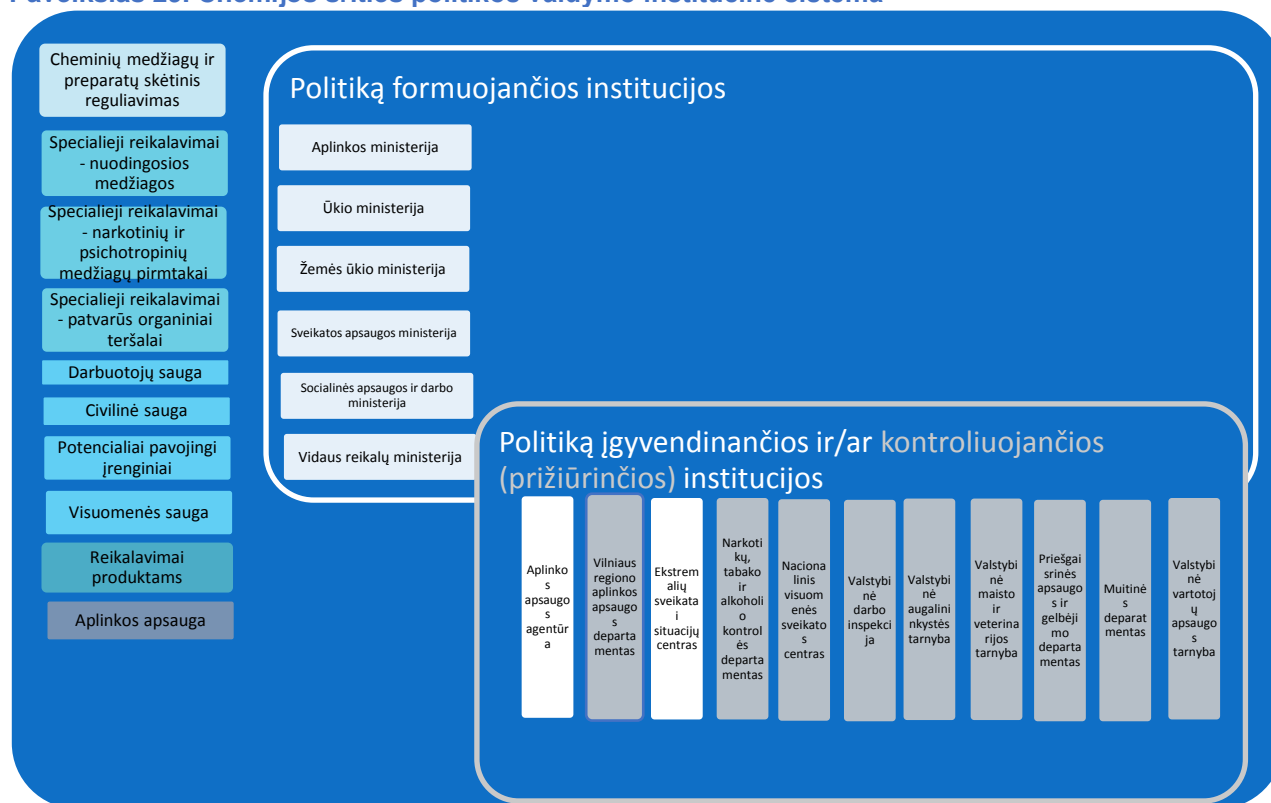 Cheminių medžiagų ir
preparatų skėtinis
reguliavimas
Specialieji reikalavimai
- nuodingosios
medžiagos
Specialieji reikalavimai
- narkotinių ir
psichotropinių
medžiagų pirmtakai
Specialieji reikalavimai
- patvarūs organiniai
teršalai
Darbuotojų sauga
Civilinė sauga
Potencialiai pavojingi
įrenginiai
Visuomenės sauga
Reikalavimai
produktams
Aplinkos apsauga
Politiką formuojančios institucijos
Aplinkos ministerija
Ūkio ministerija
Žemės ūkio ministerija
Sveikatos apsaugos ministerija
Socialinės apsaugos ir darbo
ministerija
Vidaus reikalų ministerija
Politiką įgyvendinančios ir/ar kontroliuojančios
(prižiūrinčios) institucijos
Aplinko
s
apsaugo
s
agentūr
a
Vilniaus
regiono
aplinkos
apsaugo
s
departa
mentas
Ekstrem
alių
sveikata
i
situacijų
centras
Narkoti
kų,
tabako
ir
alkoholi
o
kontrol
ės
departa
mentas
Naciona
linis
visuom
enės
sveikato
s
centras
Valstybi
nė
darbo
inspekci
ja
Valstybi
nė
augalini
nkystės
tarnyba
Valstybi
nė
maisto
ir
veterina
rijos
tarnyba
Priešgai
srinės
apsaugo
s ir
gelbėji
mo
departa
mentas
Muitinė
s
deparat
mentas
Valstybi
nė
vartotoj
ų
apsaugo
s
tarnyba